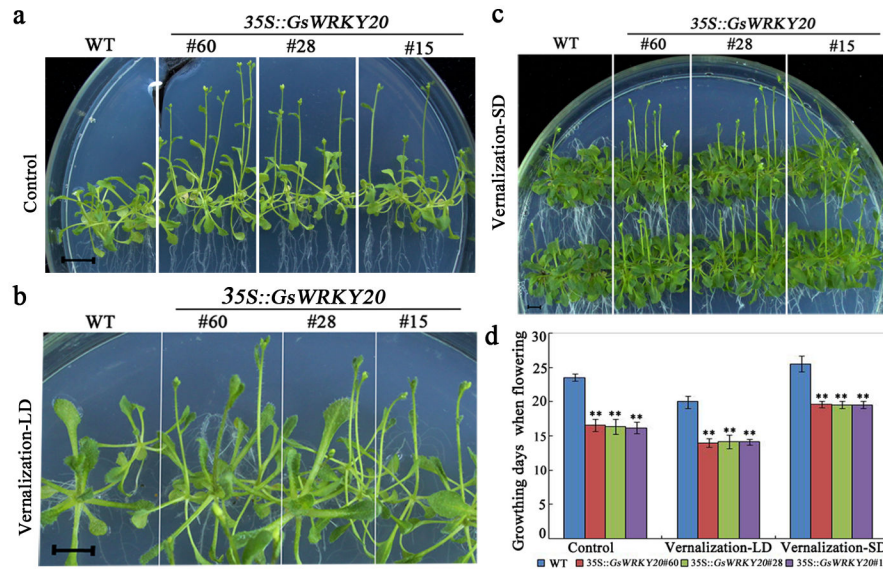 a
35S::GsWRKY20
WT #60 #28 #15
Control
b
35S::GsWRKY20
WT #60 #28 #15
Vernalization-LD
c
35S::GsWRKY20
WT #60 #28 #15
Vernalization-SD
d
Growthing days when flowering
30
25
20
15
10
5
0
** ** **
** ** **
** ** **
Control Vernalization-LD Vernalization-SD
WT 35S::GsWRKY20#60 35S::GsWRKY20#28 35S::GsWRKY20#1